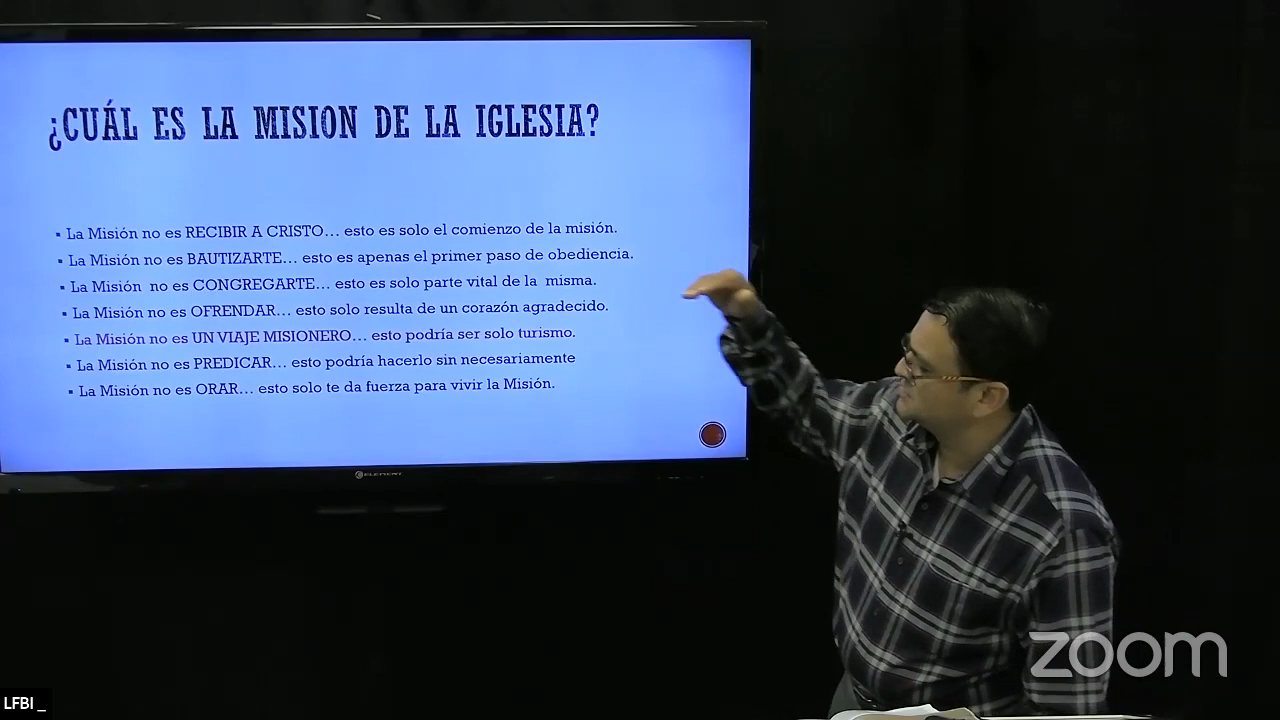 ¿CUÁL ES LA MISION DE LA IGLESIA?
▪ La Misión no es RECIBIR A CRISTO… esto es solo el comienzo de la misión.
▪ La Misión no es BAUTIZARTE… esto es apenas el primer paso de obediencia.
▪ La Misión no es CONGREGARTE… esto es solo parte vital de la misma.
▪ La Misión no es OFRENDAR… esto solo resulta de un corazón agradecido.
▪ La Misión no es UN VIAJE MISIONERO… esto podría ser solo turismo.
▪ La Misión no es PREDICAR… esto podría hacerlo sin necesariamente
▪ La Misión no es ORAR… esto solo te da fuerza para vivir la Misión.
ELEMENT
zoom
LFBI _